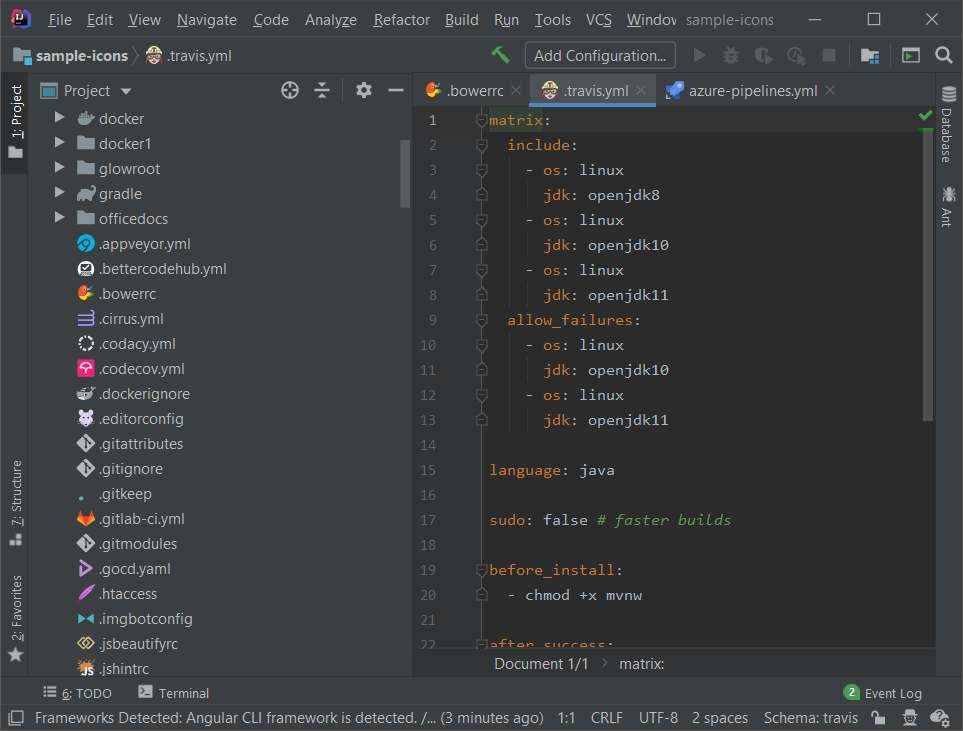 File Edit View Navigate Code Analyze Refactor Build Run Tools VCS Window sample-icons
sample-icons .travis.yml Add Configuration...
1: Project
7: Structure
2: Favorites
Project
docker
docker1
glowroot
gradle
officedocs
.appveyor.yml
.bettercodehub.yml
.bowerrc
.cirrus.yml
.codacy.yml
.codecov.yml
.dockerignore
.editorconfig
.gitattributes
.gitignore
.gitkeep
.gitlab-ci.yml
.gitmodules
.gocd.yaml
.htaccess
.imgbotconfig
.jsbeautifyrc
.jshintrc
.bowerrc .travis.yml azure-pipelines.yml
1 matrix:
2 include:
3 - os: linux
4 jdk: openjdk8
5 - os: linux
6 jdk: openjdk10
7 - os: linux
8 jdk: openjdk11
9 allow_failures:
10 - os: linux
11 jdk: openjdk10
12 - os: linux
13 jdk: openjdk11
14
15 language: java
16
17 sudo: false # faster builds
18
19 before_install:
20 - chmod +x mvnw
21
22 after_success:
Document 1/1 › matrix:
Database
Ant
6: TODO Terminal 2 Event Log
Frameworks Detected: Angular CLI framework is detected. /... (3 minutes ago) 1:1 CRLF UTF-8 2 spaces Schema: travis